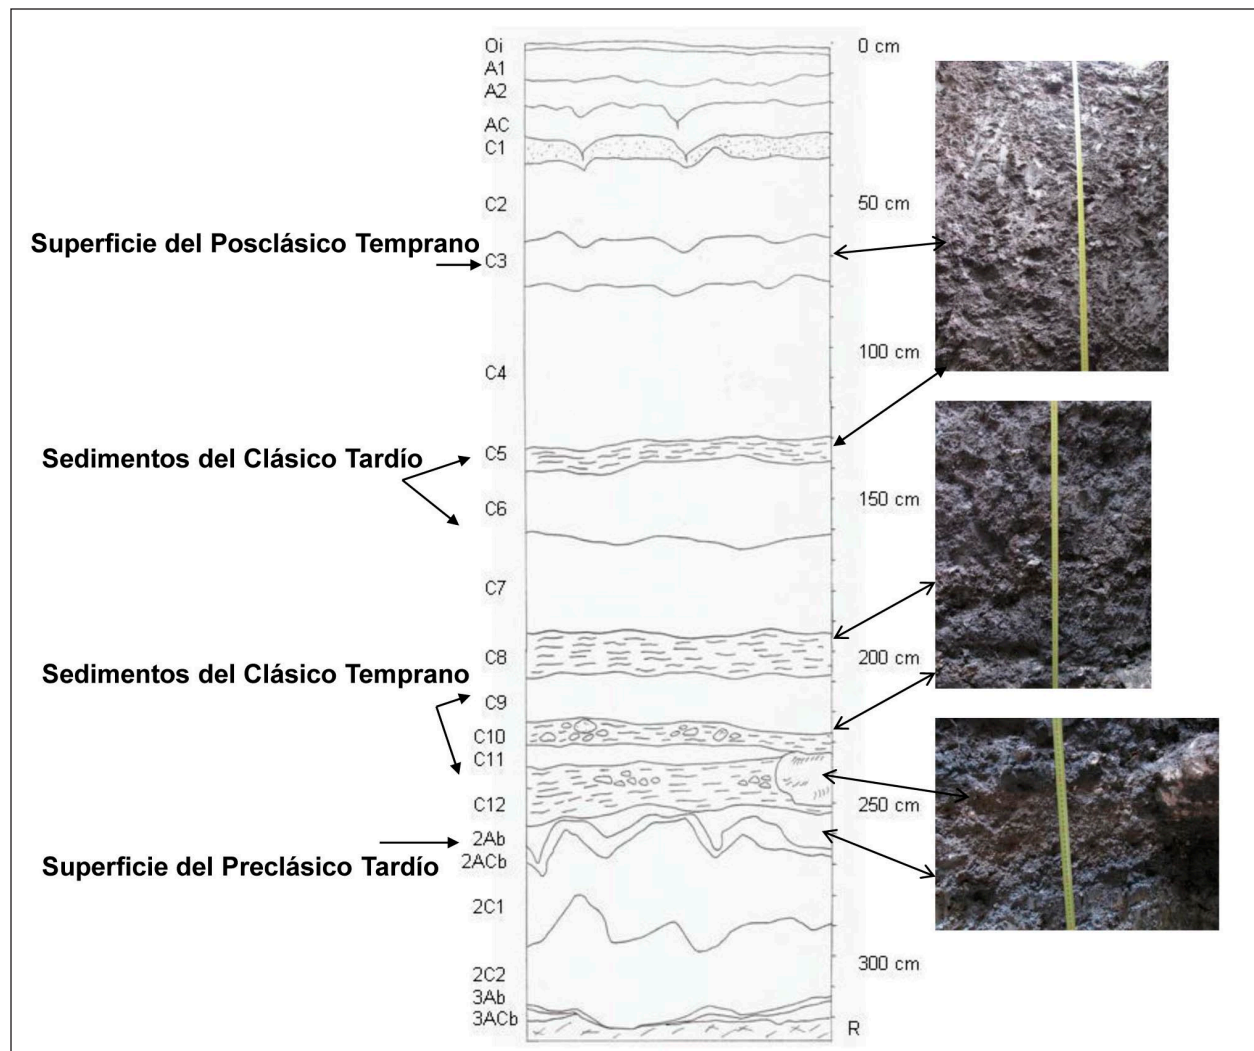 Oi
0 cm
A1
A2
AC
C1
C2
50 cm
Superficie del Posclásico Temprano
C3
100 cm
C4
Sedimentos del Clásico Tardío
C5
150 cm
C6
C7
C8
200 cm
Sedimentos del Clásico Temprano
C9
C10
C11
C12
250 cm
2Ab
2ACb
Superficie del Preclásico Tardío
2C1
300 cm
2C2
3Ab
3ACb
R